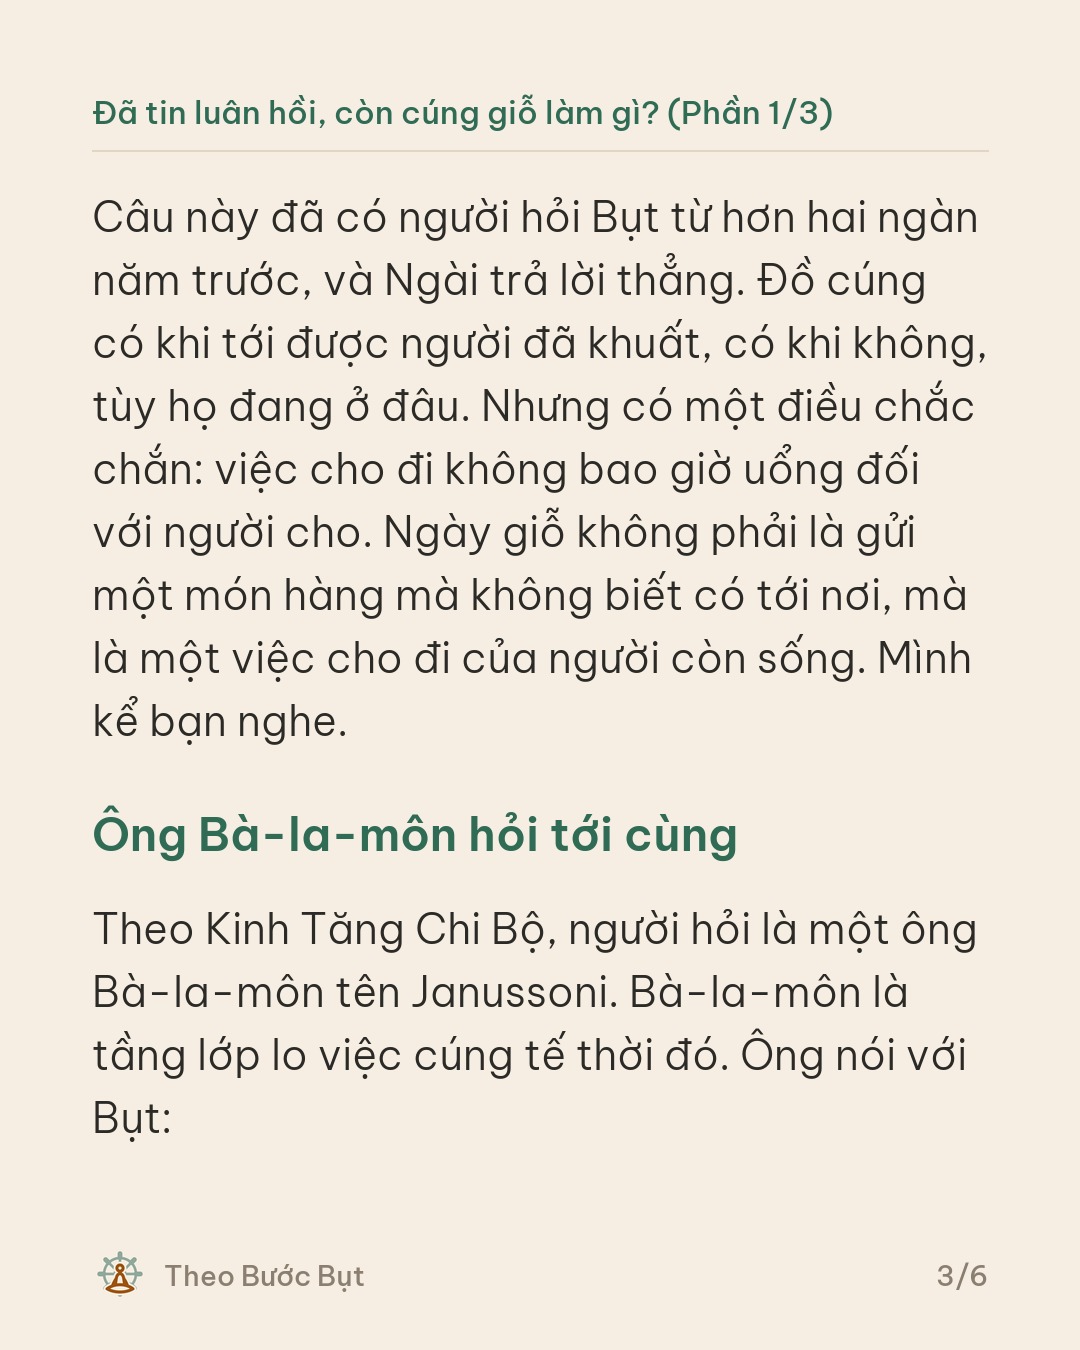 Đã tin luân hồi, còn cúng giỗ làm gì? (Phần 1/3)
Câu này đã có người hỏi Bụt từ hơn hai ngàn
năm trước, và Ngài trả lời thẳng. Đồ cúng
có khi tới được người đã khuất, có khi không,
tùy họ đang ở đâu. Nhưng có một điều chắc
chắn: việc cho đi không bao giờ uổng đối
với người cho. Ngày giỗ không phải là gửi
một món hàng mà không biết có tới nơi, mà
là một việc cho đi của người còn sống. Mình
kể bạn nghe.
Ông Bà-la-môn hỏi tới cùng
Theo Kinh Tăng Chi Bộ, người hỏi là một ông
Bà-la-môn tên Janussoni. Bà-la-môn là
tầng lớp lo việc cúng tế thời đó. Ông nói với
Bụt:
Theo Bước Bụt
3/6